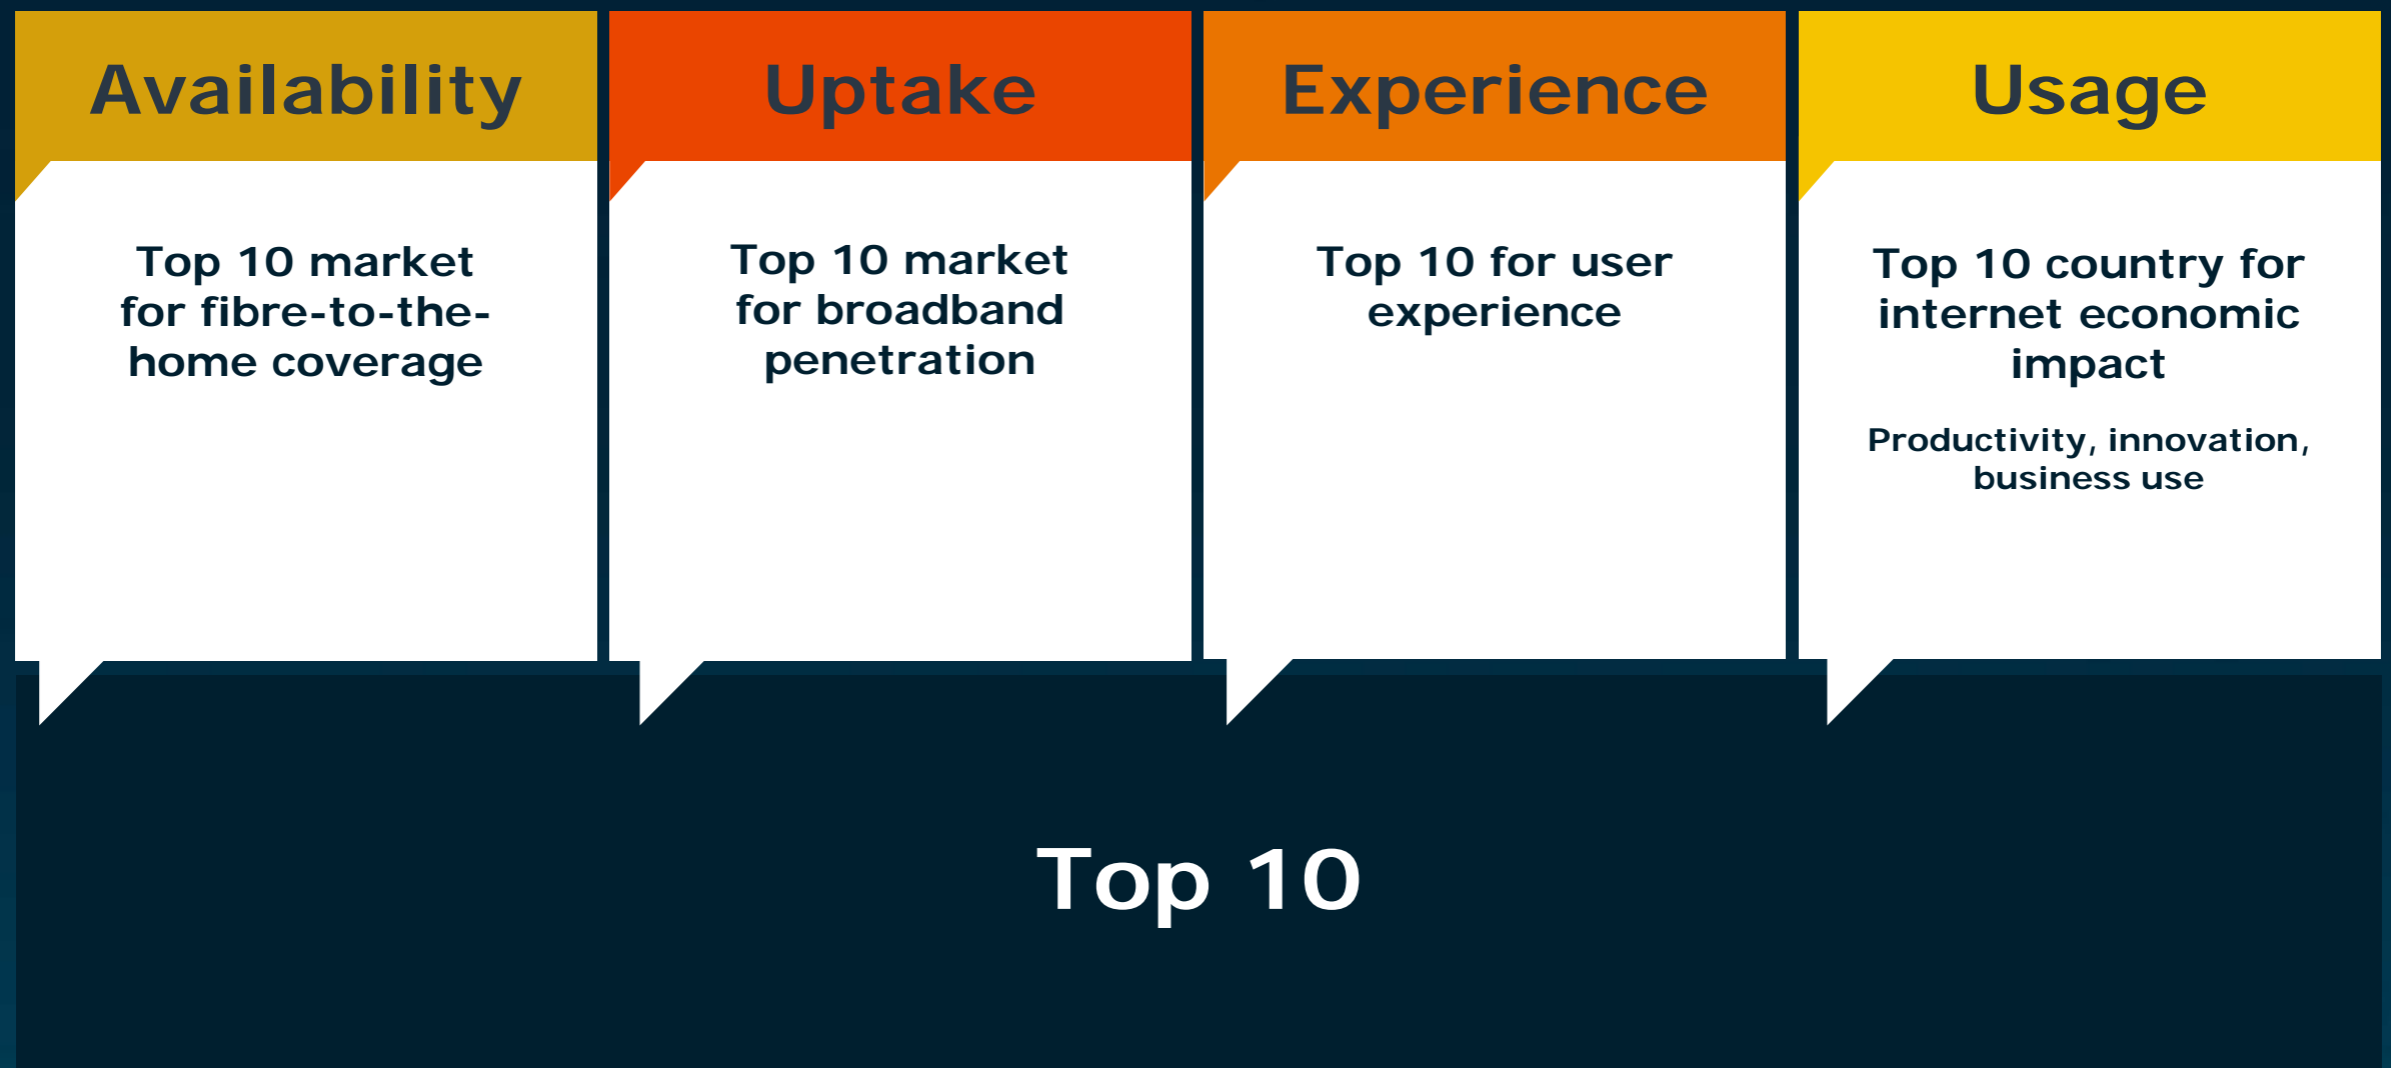 Availability
Top 10 market
for fibre-to-the-
home coverage
Uptake
Top 10 market
for broadband
penetration
Experience
Top 10 for user
experience
Usage
Top 10 country for
internet economic
impact
Productivity, innovation,
business use
Top 10